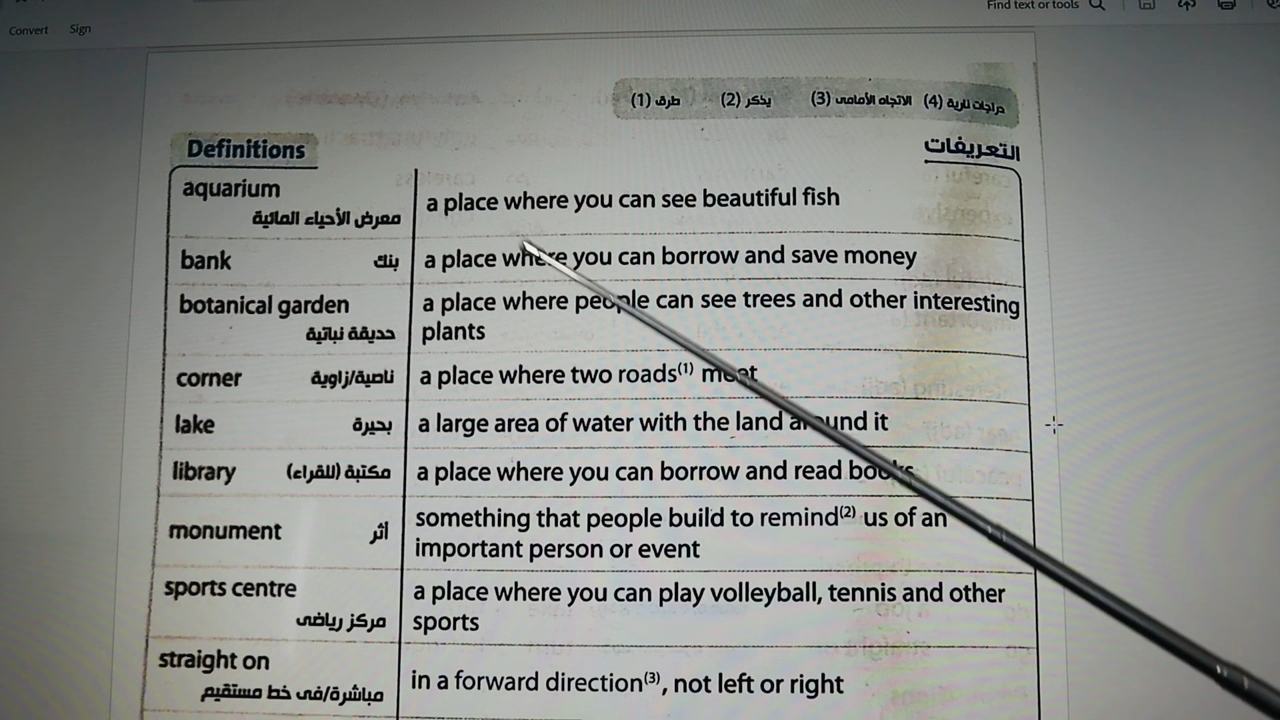 Find text or tools
Convert Sign
طرق (1) يذكر (2) الاتجاه الأمامى (3) دراجات نارية (4)
Definitions التعريفات
aquarium
معرض الأحياء المائية
a place where you can see beautiful fish
bank بنك
a place where you can borrow and save money
botanical garden
حديقة نباتية
a place where people can see trees and other interesting
plants
corner ناصية/زاوية
a place where two roads(1) meet
lake بحيرة
a large area of water with the land around it
library مكتبة (للقراء)
a place where you can borrow and read books
monument أثر
something that people build to remind(2) us of an
important person or event
sports centre
مركز رياضى
a place where you can play volleyball, tennis and other
sports
straight on
مباشرة/فى خط مستقيم
in a forward direction(3), not left or right